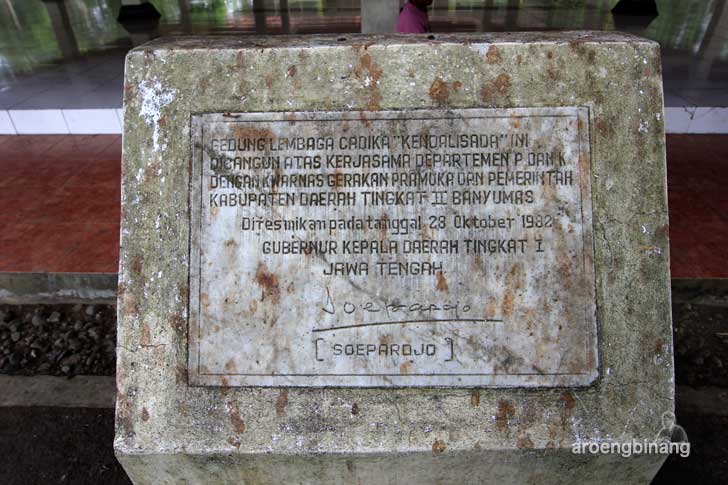 GEDUNG LEMBAGA CADIKA "KENDALISADA" INI
DIBANGUN ATAS KERJASAMA DEPARTEMEN P DAN K
DENGAN KWARNAS GERAKAN PRAMUKA DAN PEMERINTAH
KABUPATEN DAERAH TINGKAT II BANYUMAS
Diresmikan pada tanggal, 28 Oktober 1982
GUBERNUR KEPALA DAERAH TINGKAT I
JAWA TENGAH
Soepardjo
[SOEPARDJO]
aroengbinang